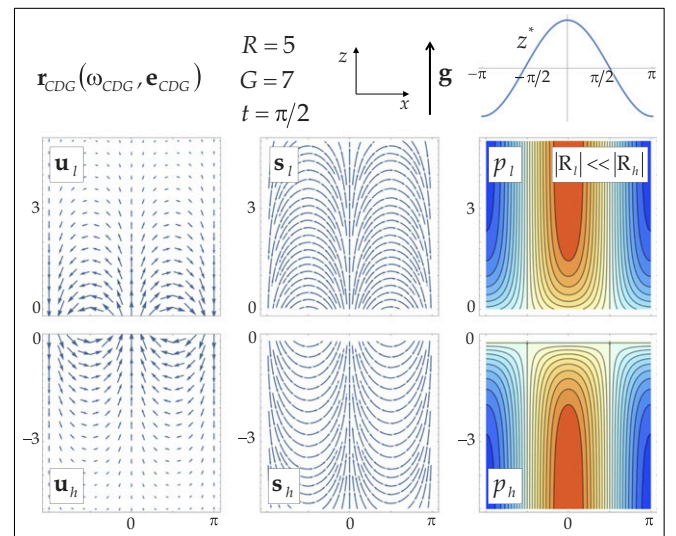 𝐫_CDG(ω_CDG, 𝐞_CDG)
R = 5
G = 7
t = π/2
z
x
𝐠
z*
−π −π/2 π/2 π
𝐮_l
𝐬_l
p_l |R_l| << |R_h|
3 3 3
0 0 0
0 0 0
−3 −3 −3
𝐮_h
𝐬_h
p_h
0 π 0 π 0 π